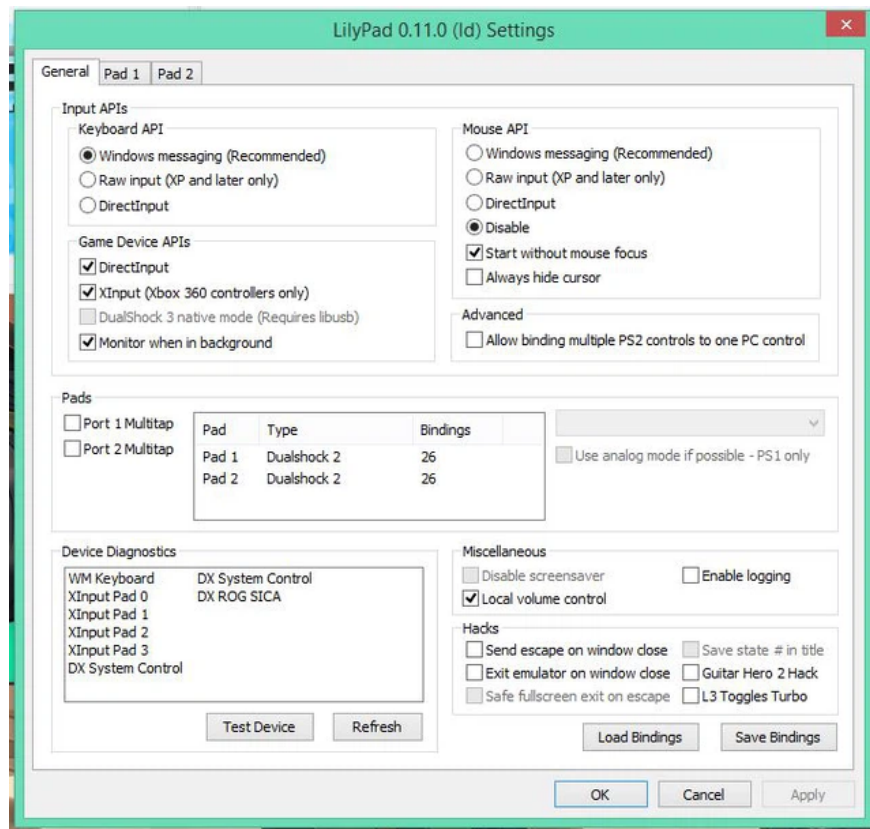 LilyPad 0.11.0 (ld) Settings
General Pad 1 Pad 2
Input APIs
Keyboard API
Windows messaging (Recommended)
Raw input (XP and later only)
DirectInput
Mouse API
Windows messaging (Recommended)
Raw input (XP and later only)
DirectInput
Disable
Start without mouse focus
Always hide cursor
Game Device APIs
DirectInput
XInput (Xbox 360 controllers only)
DualShock 3 native mode (Requires libusb)
Monitor when in background
Advanced
Allow binding multiple PS2 controls to one PC control
Pads
Port 1 Multitap
Port 2 Multitap
Pad Type Bindings
Pad 1 Dualshock 2 26
Pad 2 Dualshock 2 26
Use analog mode if possible - PS1 only
Device Diagnostics
WM Keyboard DX System Control
XInput Pad 0 DX ROG SICA
XInput Pad 1
XInput Pad 2
XInput Pad 3
DX System Control
Test Device Refresh
Miscellaneous
Disable screensaver Enable logging
Local volume control
Hacks
Send escape on window close Save state # in title
Exit emulator on window close Guitar Hero 2 Hack
Safe fullscreen exit on escape L3 Toggles Turbo
Load Bindings Save Bindings
OK Cancel Apply